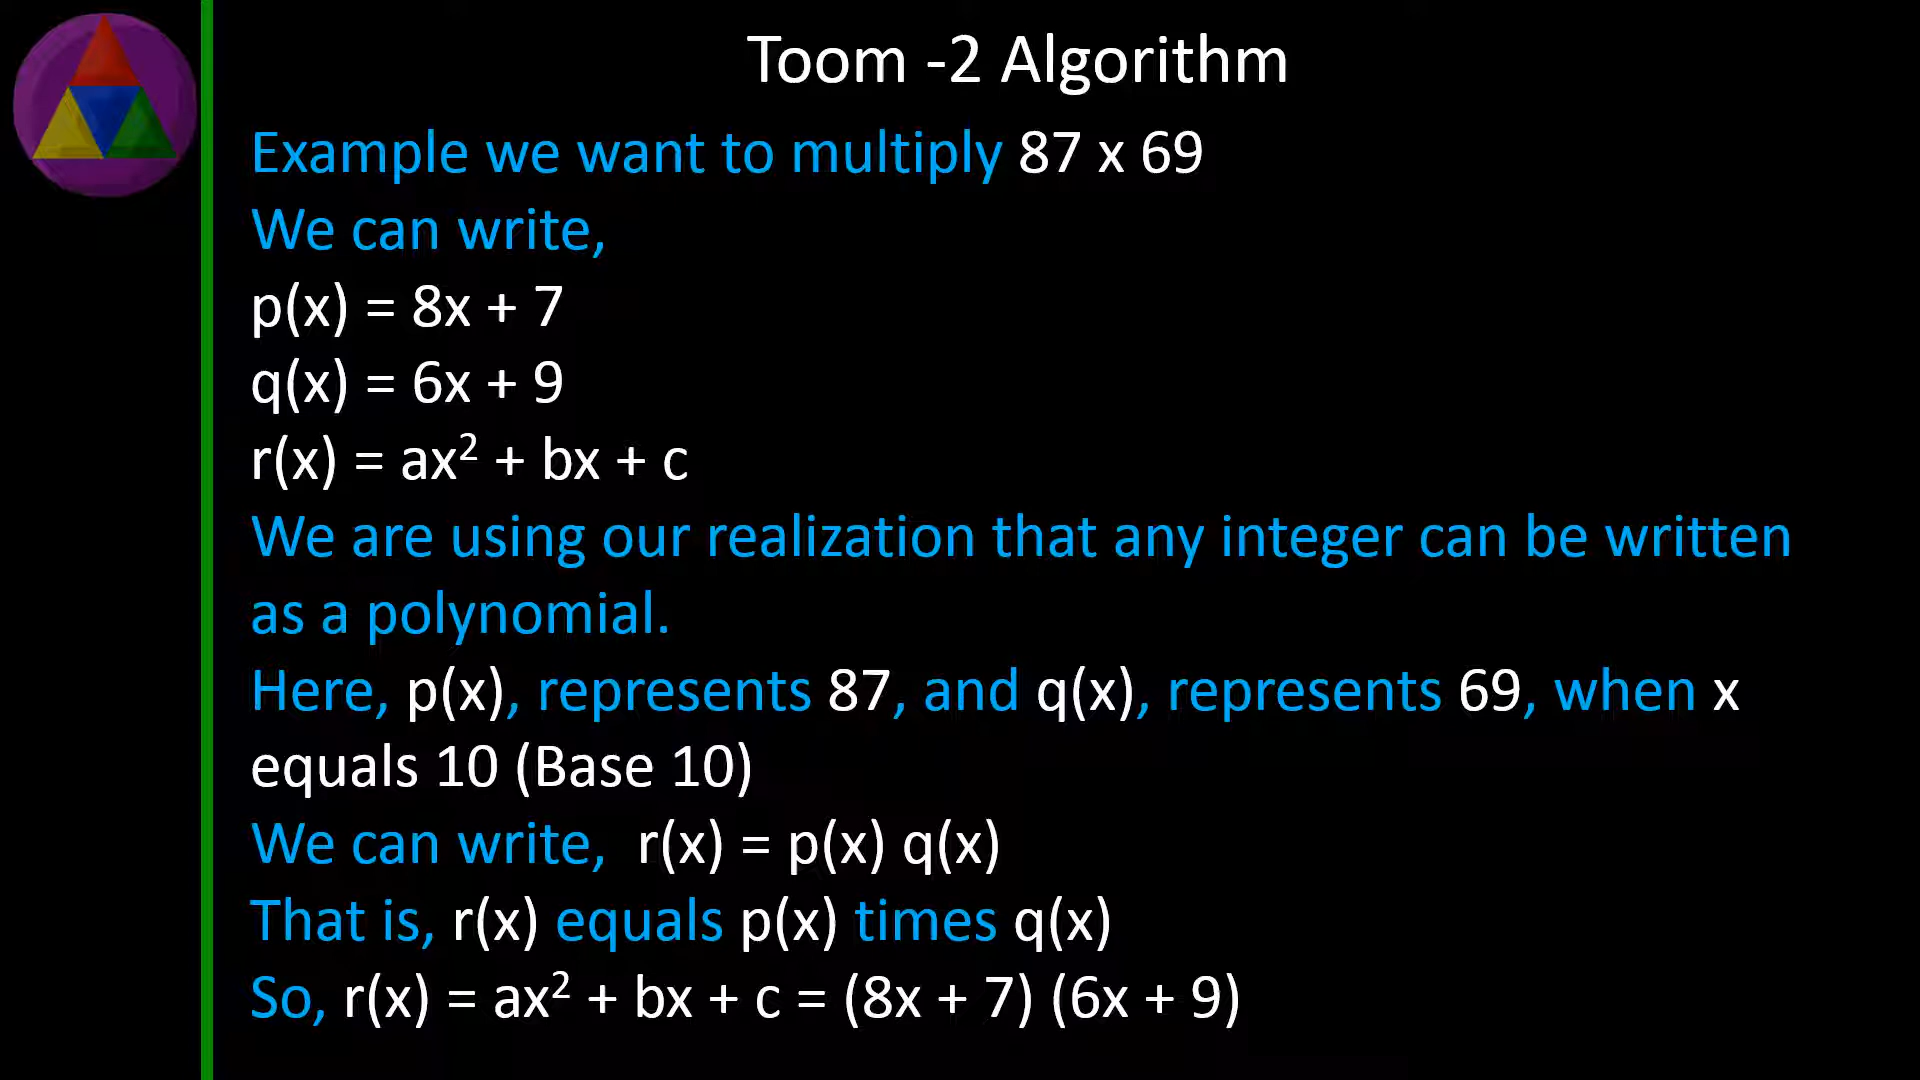 Toom -2 Algorithm
Example we want to multiply 87 x 69
We can write,
p(x) = 8x + 7
q(x) = 6x + 9
r(x) = ax² + bx + c
We are using our realization that any integer can be written
as a polynomial.
Here, p(x), represents 87, and q(x), represents 69, when x
equals 10 (Base 10)
We can write, r(x) = p(x) q(x)
That is, r(x) equals p(x) times q(x)
So, r(x) = ax² + bx + c = (8x + 7) (6x + 9)